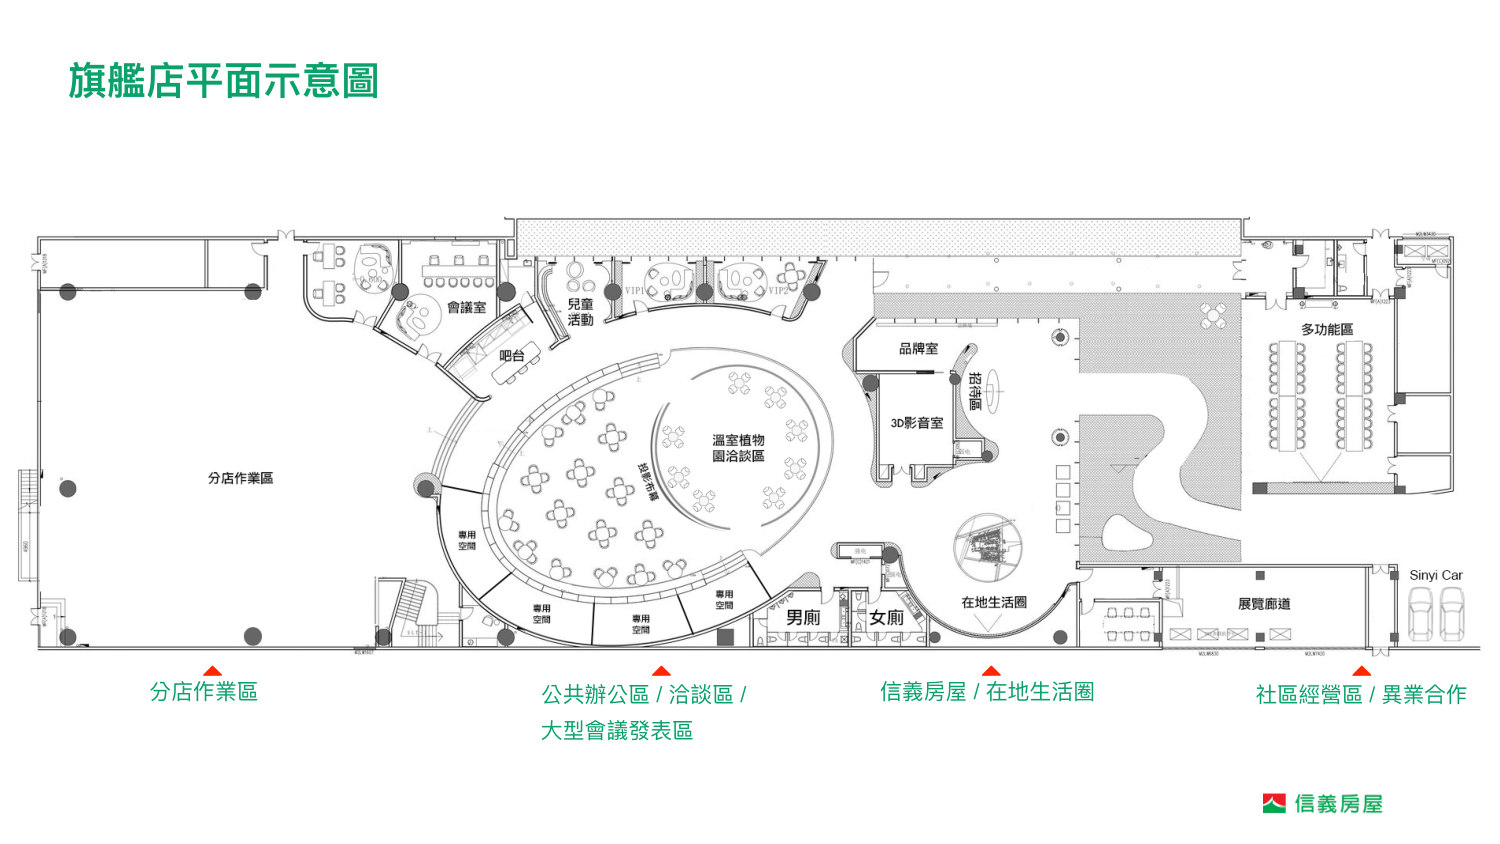 旗艦店平面示意圖
會議室
兒童
活動
VIP1
VIP2
吧台
品牌室
招待區
3D影音室
多功能區
溫室植物
園洽談區
投影布幕
分店作業區
專用
空間
專用
空間
專用
空間
專用
空間
男廁
女廁
在地生活圈
展覽廊道
Sinyi Car
分店作業區
公共辦公區 / 洽談區 /
大型會議發表區
信義房屋 / 在地生活圈
社區經營區 / 異業合作
信義房屋